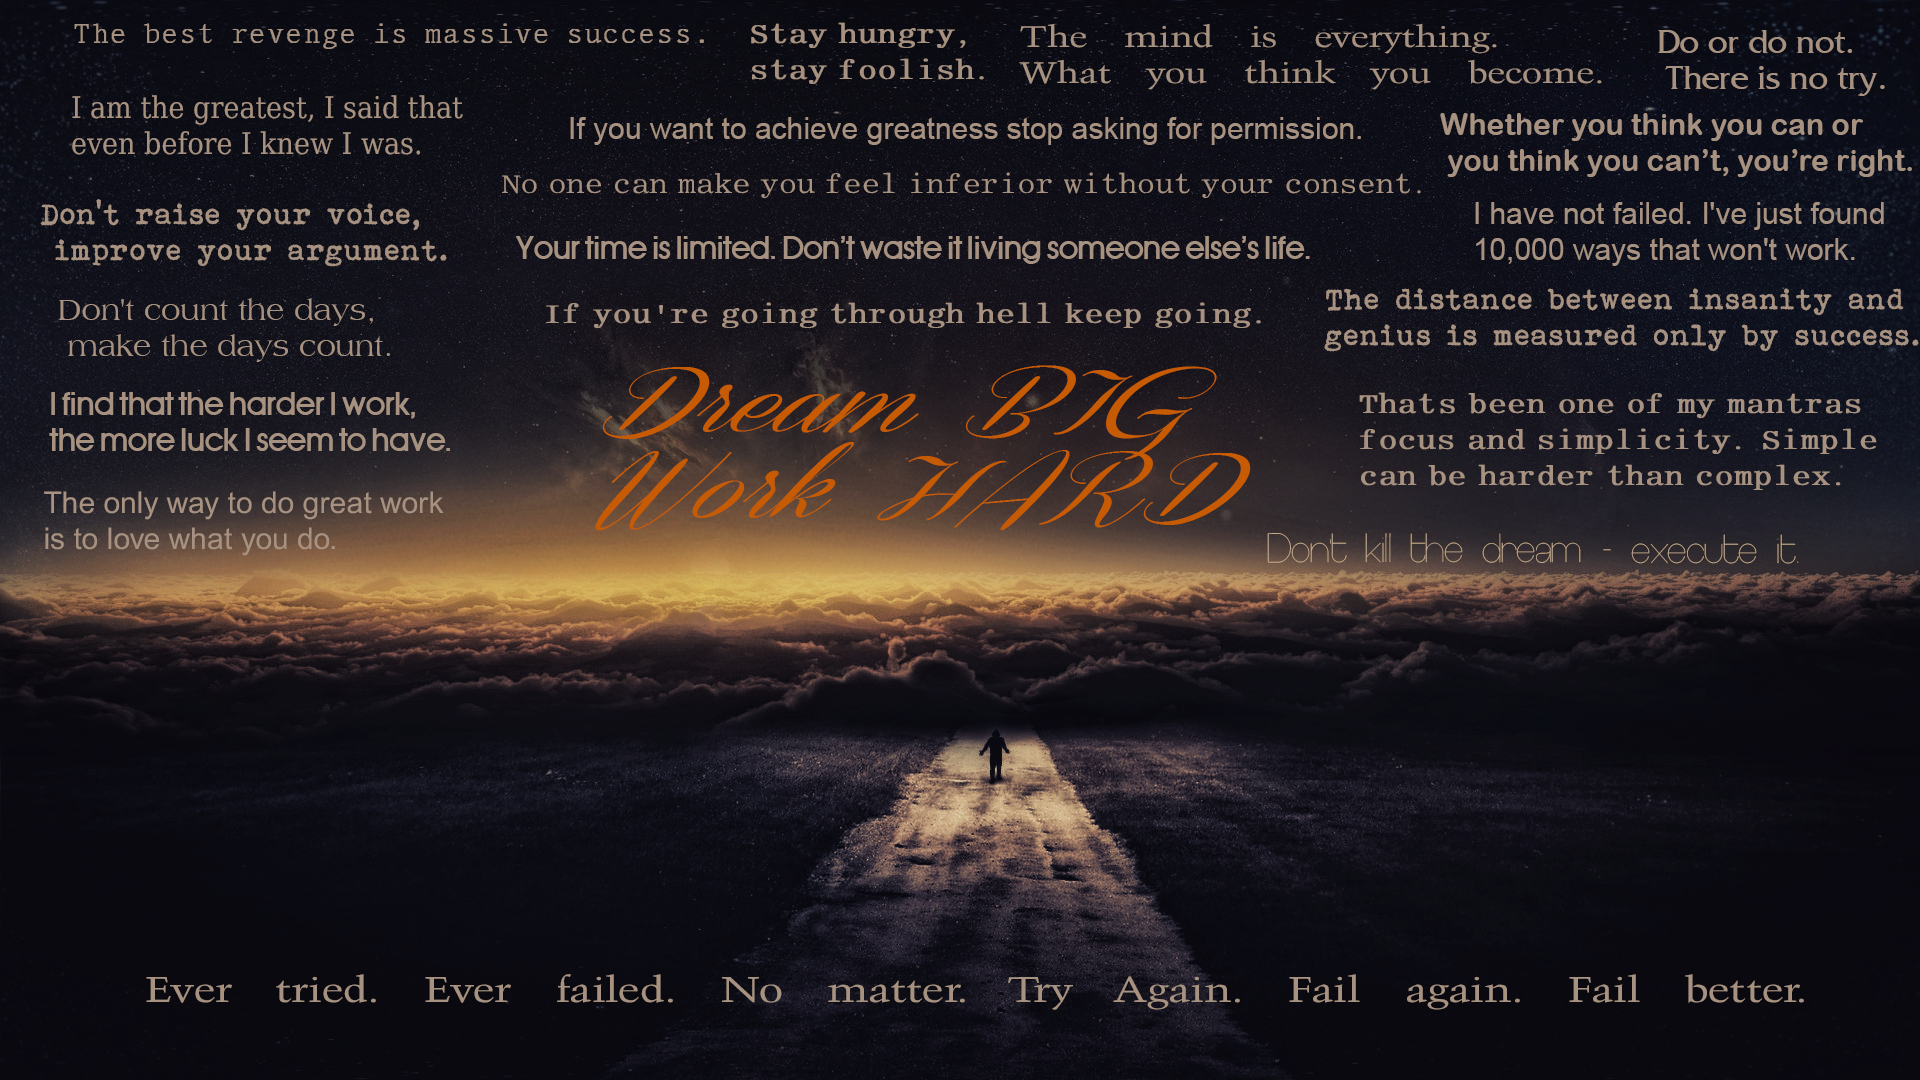 The best revenge is massive success.
Stay hungry,
stay foolish.
The mind is everything.
What you think you become.
Do or do not.
There is no try.
I am the greatest, I said that
even before I knew I was.
If you want to achieve greatness stop asking for permission.
Whether you think you can or
you think you can’t, you’re right.
No one can make you feel inferior without your consent.
Don't raise your voice,
improve your argument.
Your time is limited. Don’t waste it living someone else’s life.
I have not failed. I've just found
10,000 ways that won't work.
Don't count the days,
make the days count.
If you're going through hell keep going.
The distance between insanity and
genius is measured only by success.
I find that the harder I work,
the more luck I seem to have.
Dream BIG
Work HARD
Thats been one of my mantras
focus and simplicity. Simple
can be harder than complex.
The only way to do great work
is to love what you do.
Don't kill the dream - execute it.
Ever tried. Ever failed. No matter. Try Again. Fail again. Fail better.